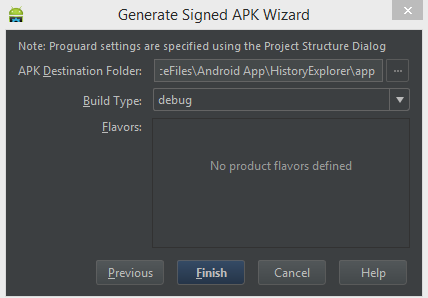 Generate Signed APK Wizard
Note: Proguard settings are specified using the Project Structure Dialog
APK Destination Folder: :eFiles\Android App\HistoryExplorer\app ...
Build Type: debug
Flavors:
No product flavors defined
Previous Finish Cancel Help